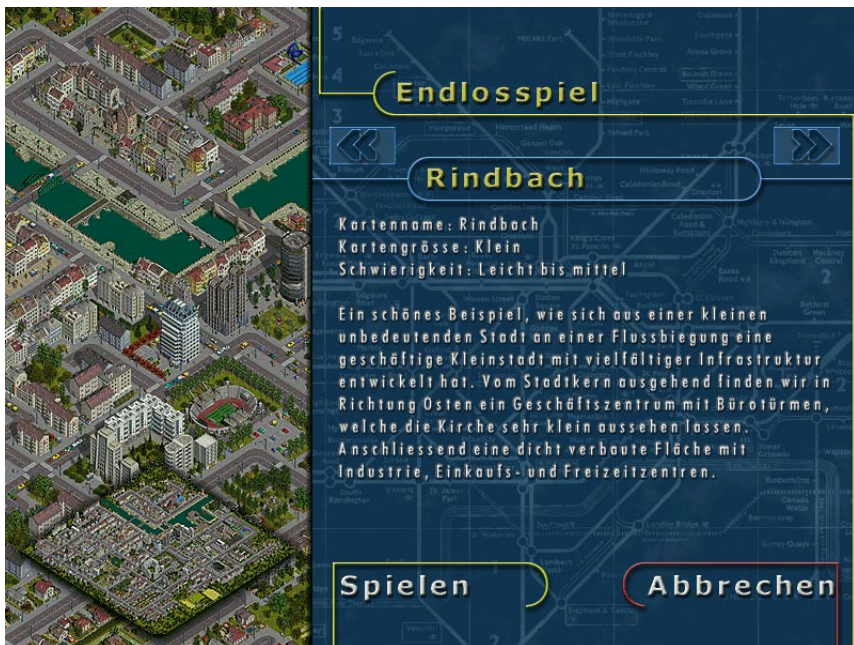 Endlosspiel
Rindbach
Kartenname: Rindbach
Kartengrösse: Klein
Schwierigkeit: Leicht bis mittel
Ein schönes Beispiel, wie sich aus einer kleinen
unbedeutenden Stadt an einer Flussbiegung eine
geschäftige Kleinstadt mit vielfältiger Infrastruktur
entwickelt hat. Vom Stadtkern ausgehend finden wir in
Richtung Osten ein Geschäftszentrum mit Bürotürmen,
welche die Kirche sehr klein aussehen lassen.
Anschliessend eine dicht verbaute Fläche mit
Industrie, Einkaufs- und Freizeitzentren.
Spielen
Abbrechen